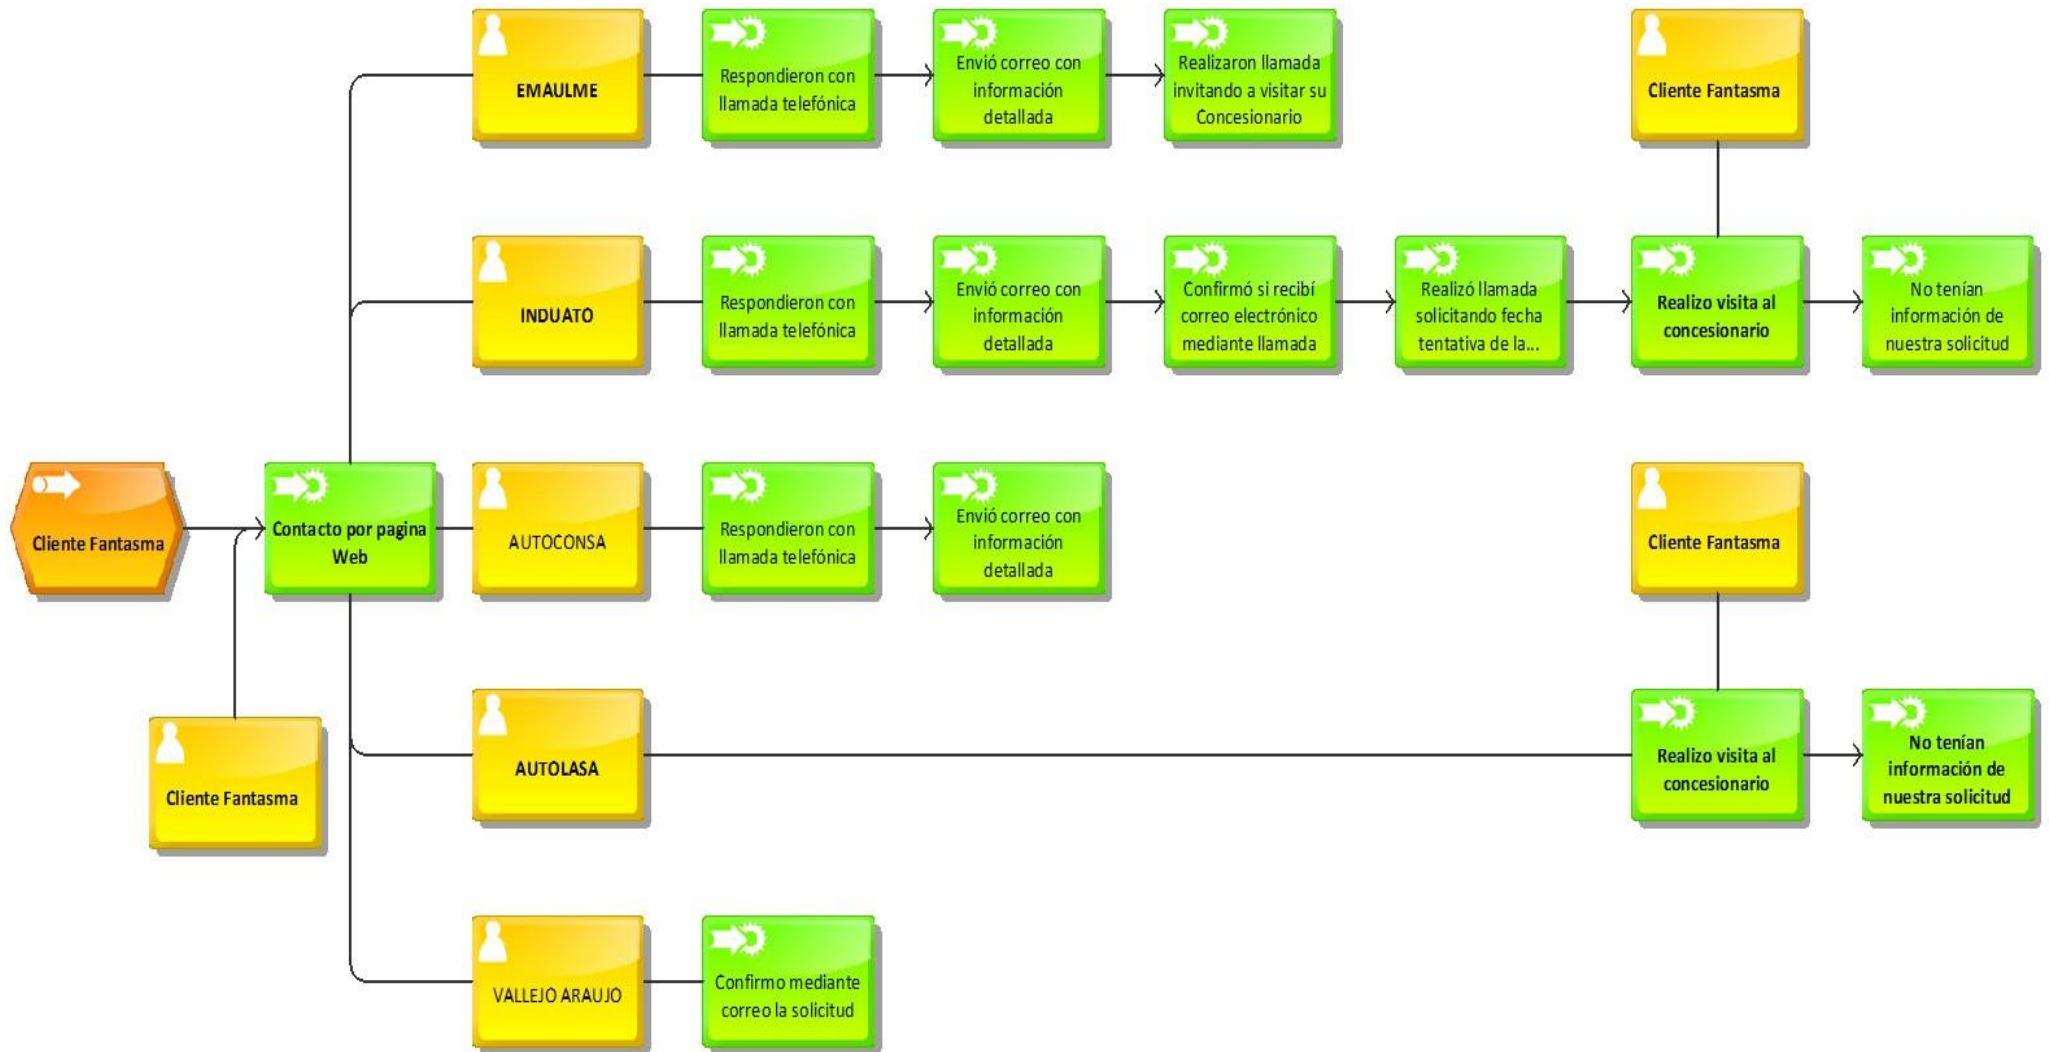 EMAULME
Respondieron con
llamada telefónica
Envió correo con
información
detallada
Realizaron llamada
invitando a visitar su
Concesionario
Cliente Fantasma
INDUATO
Respondieron con
llamada telefónica
Envió correo con
información
detallada
Confirmó si recibí
correo electrónico
mediante llamada
Realizó llamada
solicitando fecha
tentativa de la...
Realizo visita al
concesionario
No tenían
información de
nuestra solicitud
Cliente Fantasma
Contacto por pagina
Web
AUTOCONSA
Respondieron con
llamada telefónica
Envió correo con
información
detallada
Cliente Fantasma
Cliente Fantasma
AUTOLASA
Realizo visita al
concesionario
No tenían
información de
nuestra solicitud
VALLEJO ARAUJO
Confirmo mediante
correo la solicitud